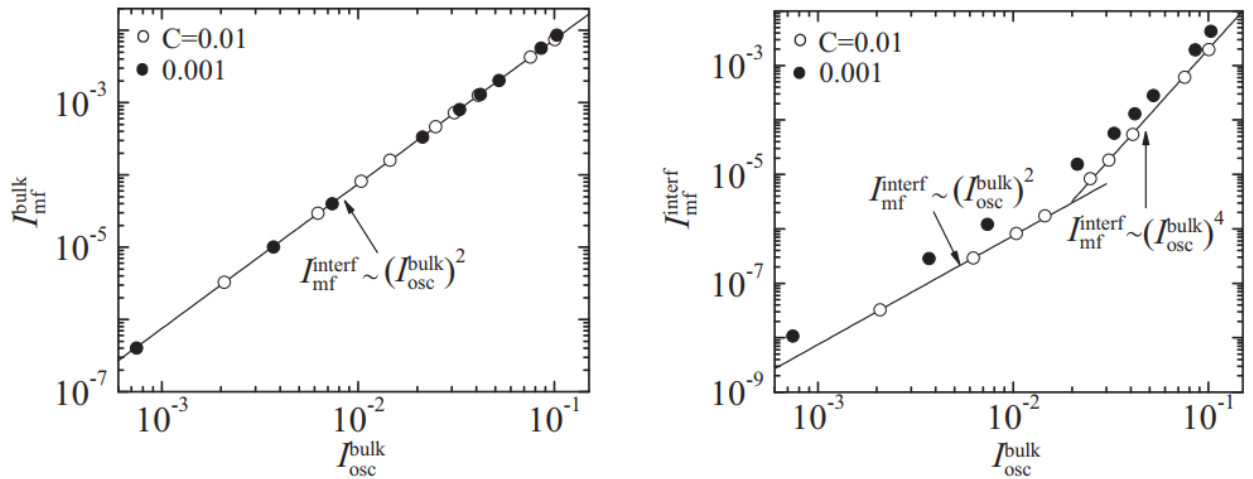 C=0.01
0.001
10⁻³
10⁻⁵
10⁻⁷
I_mf^bulk
I_mf^interf ~ (I_osc^bulk)²
10⁻³
10⁻²
10⁻¹
I_osc^bulk
C=0.01
0.001
10⁻³
10⁻⁵
10⁻⁷
10⁻⁹
I_mf^interf
I_mf^interf ~ (I_osc^bulk)²
I_mf^interf ~ (I_osc^bulk)⁴
10⁻³
10⁻²
10⁻¹
I_osc^bulk